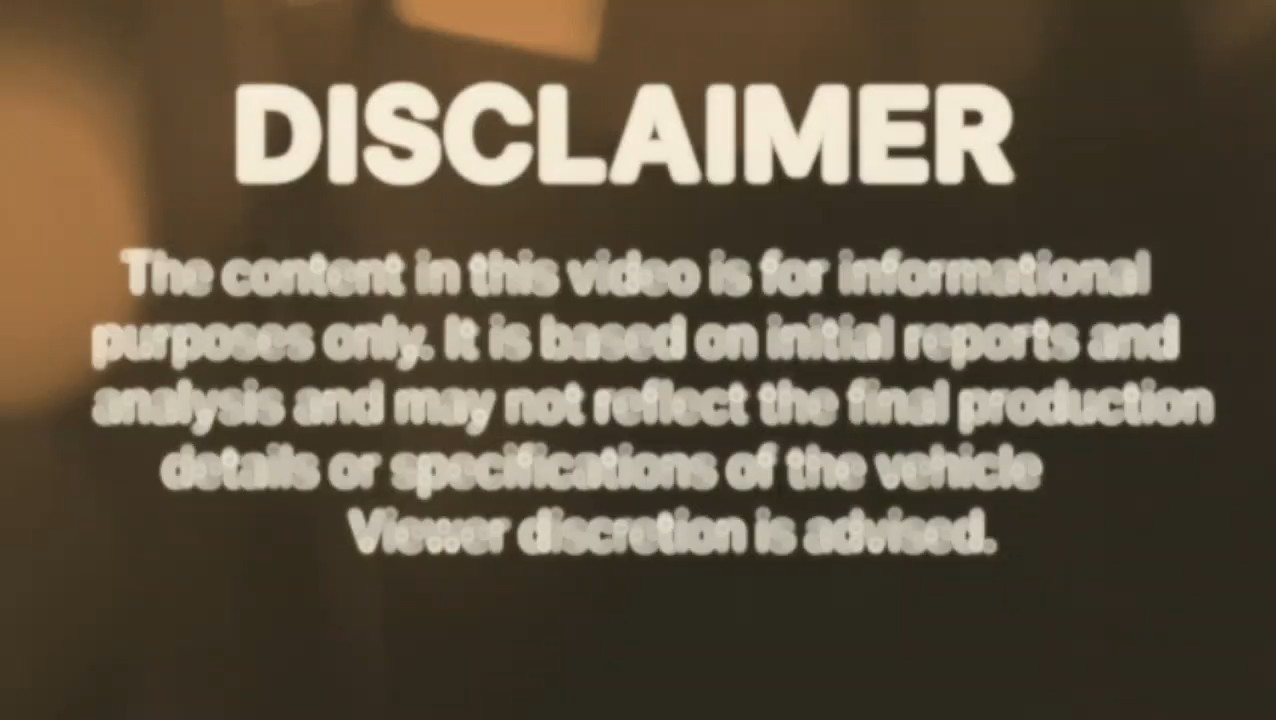 DISCLAIMER
The content in this video is for informational
purposes only. It is based on initial reports and
analysis and may not reflect the final production
details or specifications of the vehicle
Viewer discretion is advised.